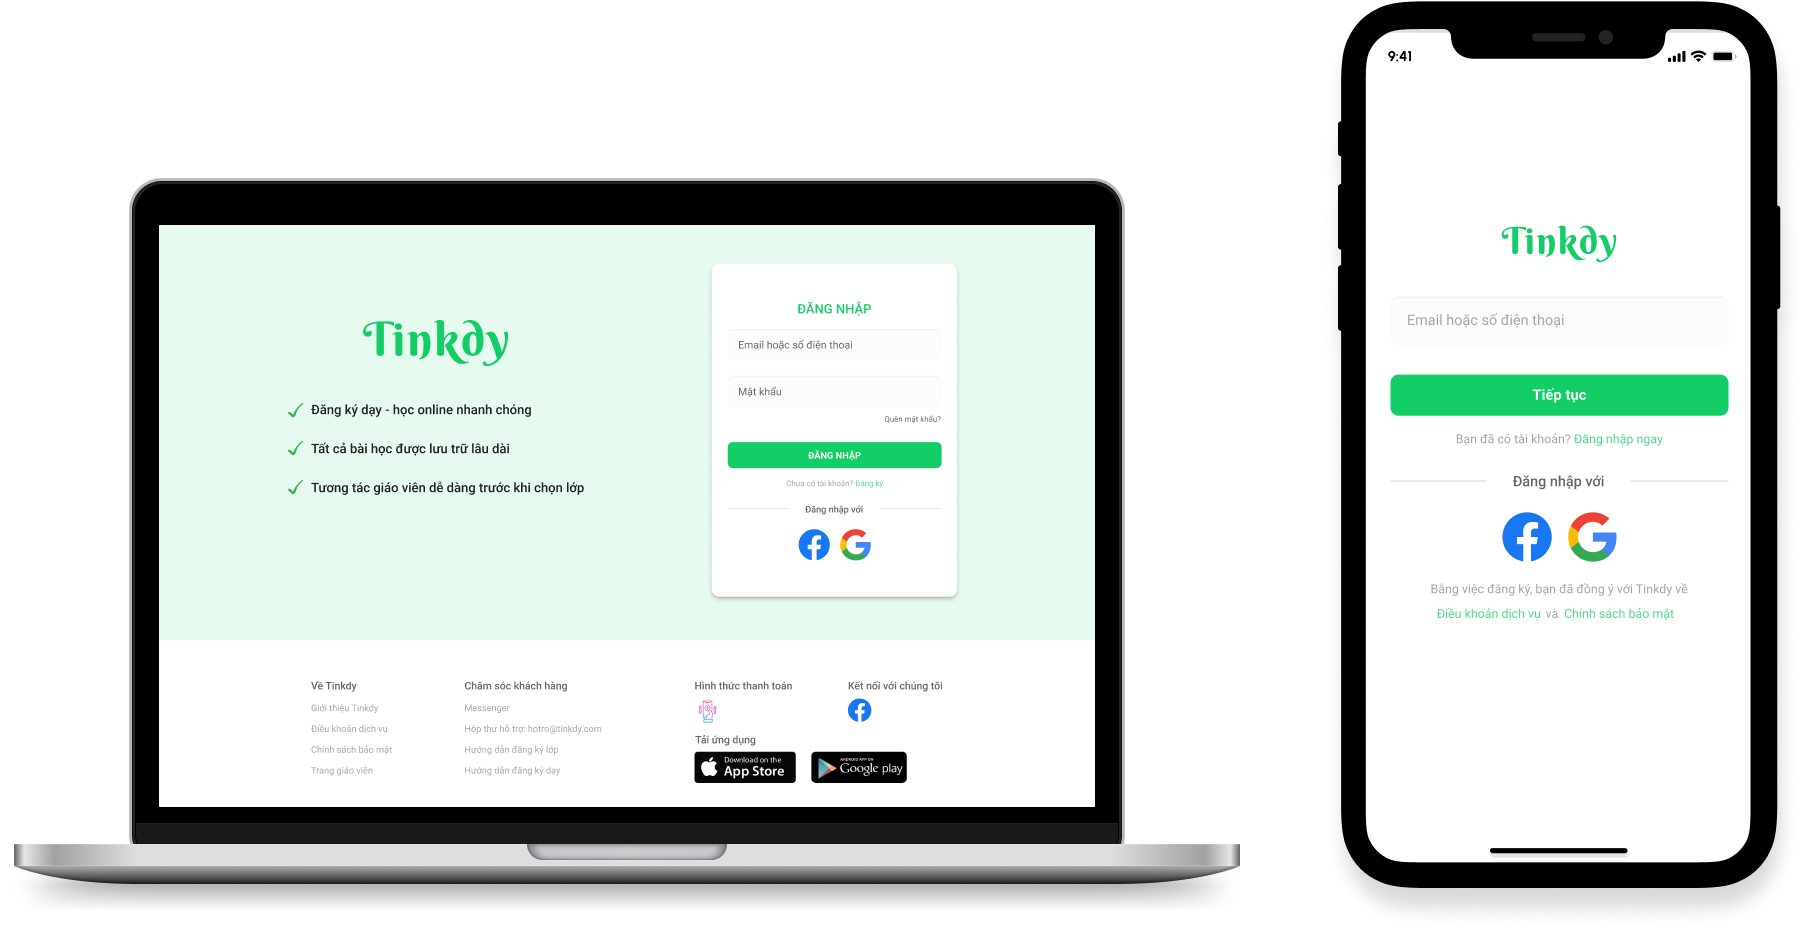 Tinkdy
Đăng ký dạy - học online nhanh chóng
Tất cả bài học được lưu trữ lâu dài
Tương tác giáo viên dễ dàng trước khi chọn lớp
ĐĂNG NHẬP
Email hoặc số điện thoại
Mật khẩu
Quên mật khẩu?
ĐĂNG NHẬP
Chưa có tài khoản? Đăng ký
Đăng nhập với
Về Tinkdy
Giới thiệu Tinkdy
Điều khoản dịch vụ
Chính sách bảo mật
Trang giáo viên
Chăm sóc khách hàng
Messenger
Hộp thư hỗ trợ: hotro@tinkdy.com
Hướng dẫn đăng ký lớp
Hướng dẫn đăng ký dạy
Hình thức thanh toán
Tải ứng dụng
Download on the
App Store
ANDROID APP ON
Google play
Kết nối với chúng tôi
9:41
Tinkdy
Email hoặc số điện thoại
Tiếp tục
Bạn đã có tài khoản? Đăng nhập ngay
Đăng nhập với
Bằng việc đăng ký, bạn đã đồng ý với Tinkdy về
Điều khoản dịch vụ và Chính sách bảo mật